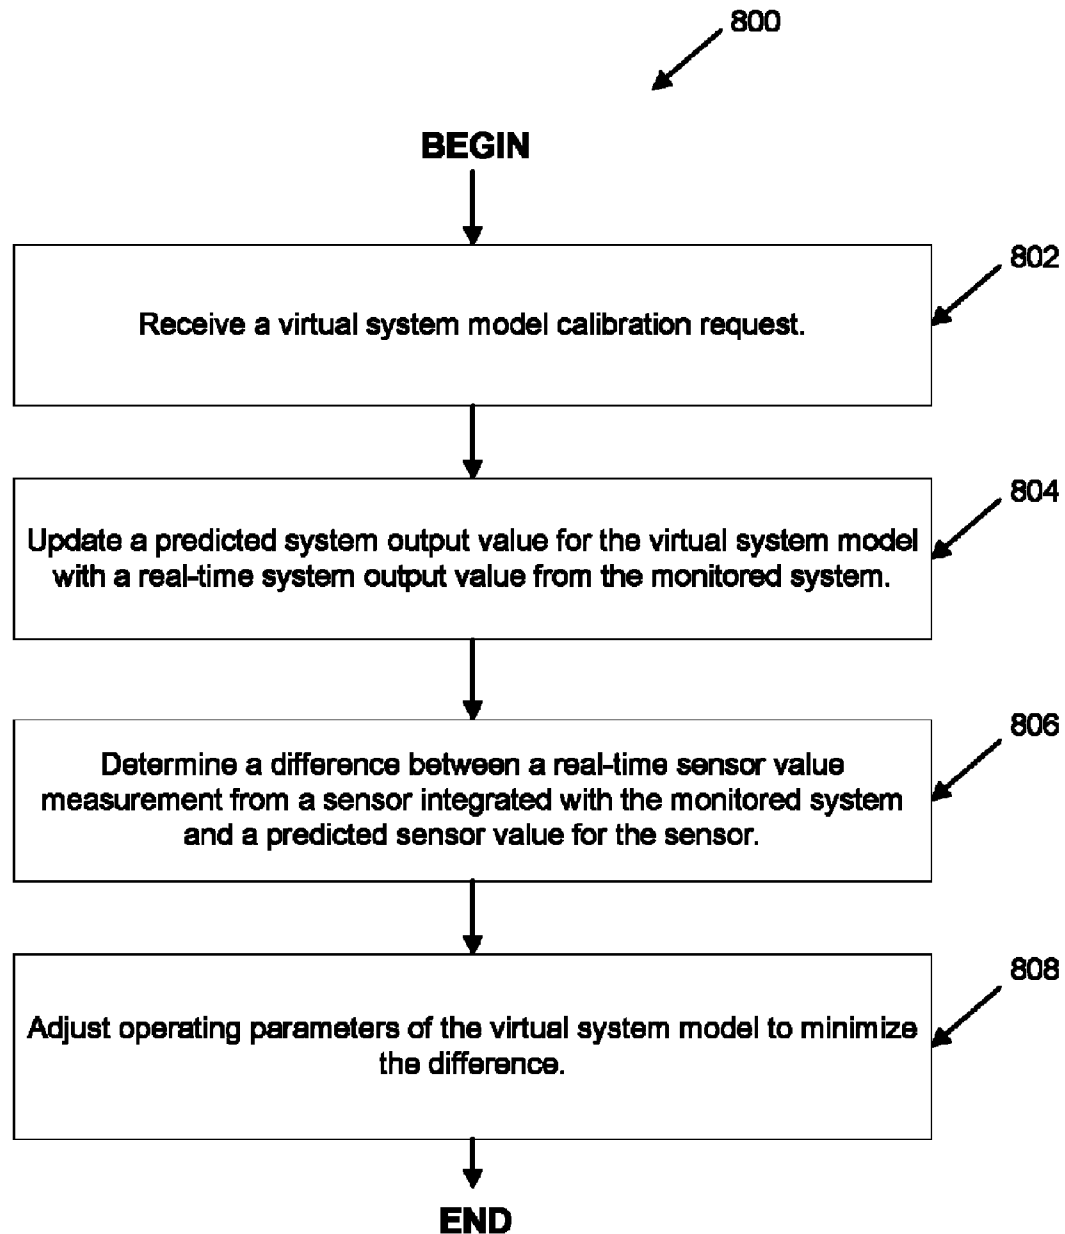 800
BEGIN
802
Receive a virtual system model calibration request.
804
Update a predicted system output value for the virtual system model
with a real-time system output value from the monitored system.
806
Determine a difference between a real-time sensor value
measurement from a sensor integrated with the monitored system
and a predicted sensor value for the sensor.
808
Adjust operating parameters of the virtual system model to minimize
the difference.
END